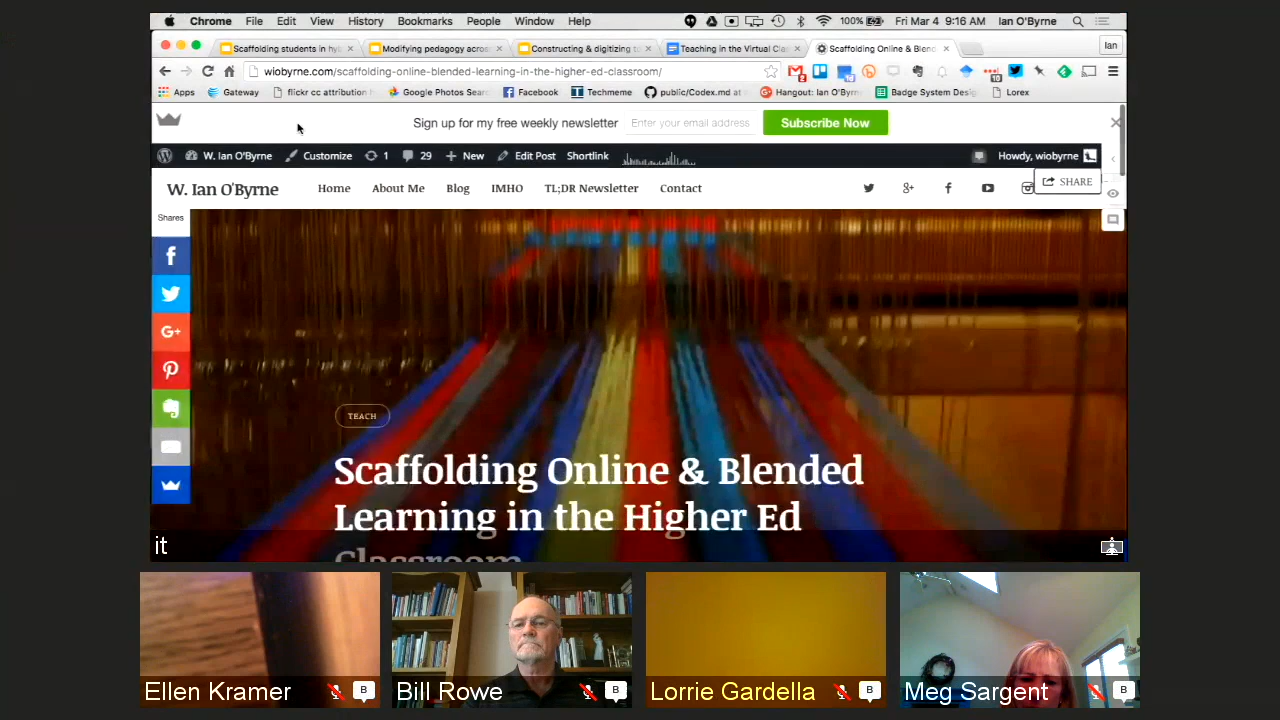 Chrome File Edit View History Bookmarks People Window Help 100% Fri Mar 4 9:16 AM Ian O'Byrne
Scaffolding students in hyb Modifying pedagogy across Constructing & digitizing to Teaching in the Virtual Clas Scaffolding Online & Blend Ian
wiobyrne.com/scaffolding-online-blended-learning-in-the-higher-ed-classroom/
Apps Gateway flickr cc attribution Google Photos Sear Facebook Techmeme public/Codex.md at Hangout: Ian O'Byrn Badge System Desig Lorex
Sign up for my free weekly newsletter Enter your email address Subscribe Now
W. Ian O'Byrne Customize 1 29 New Edit Post Shortlink Howdy, wiobyrne
W. Ian O'Byrne Home About Me Blog IMHO TL;DR Newsletter Contact
SHARE
Shares
G+
TEACH
Scaffolding Online & Blended
Learning in the Higher Ed
Classroom
it
Ellen Kramer B Bill Rowe B Lorrie Gardella B Meg Sargent B